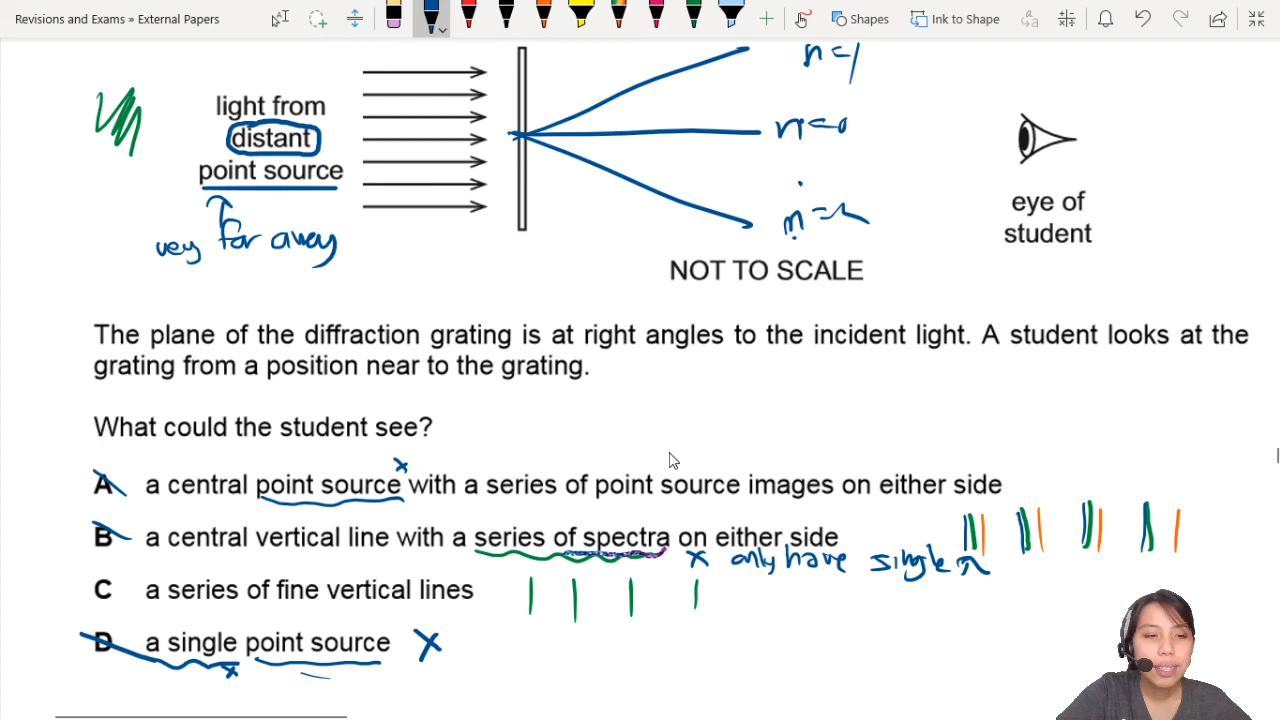 Revisions and Exams » External Papers
Shapes
Ink to Shape
light from
distant
point source
very far away
n=1
n=0
eye of
student
NOT TO SCALE
The plane of the diffraction grating is at right angles to the incident light. A student looks at the
grating from a position near to the grating.
What could the student see?
A a central point source with a series of point source images on either side
B a central vertical line with a series of spectra on either side
x only have single λ
C a series of fine vertical lines
D a single point source